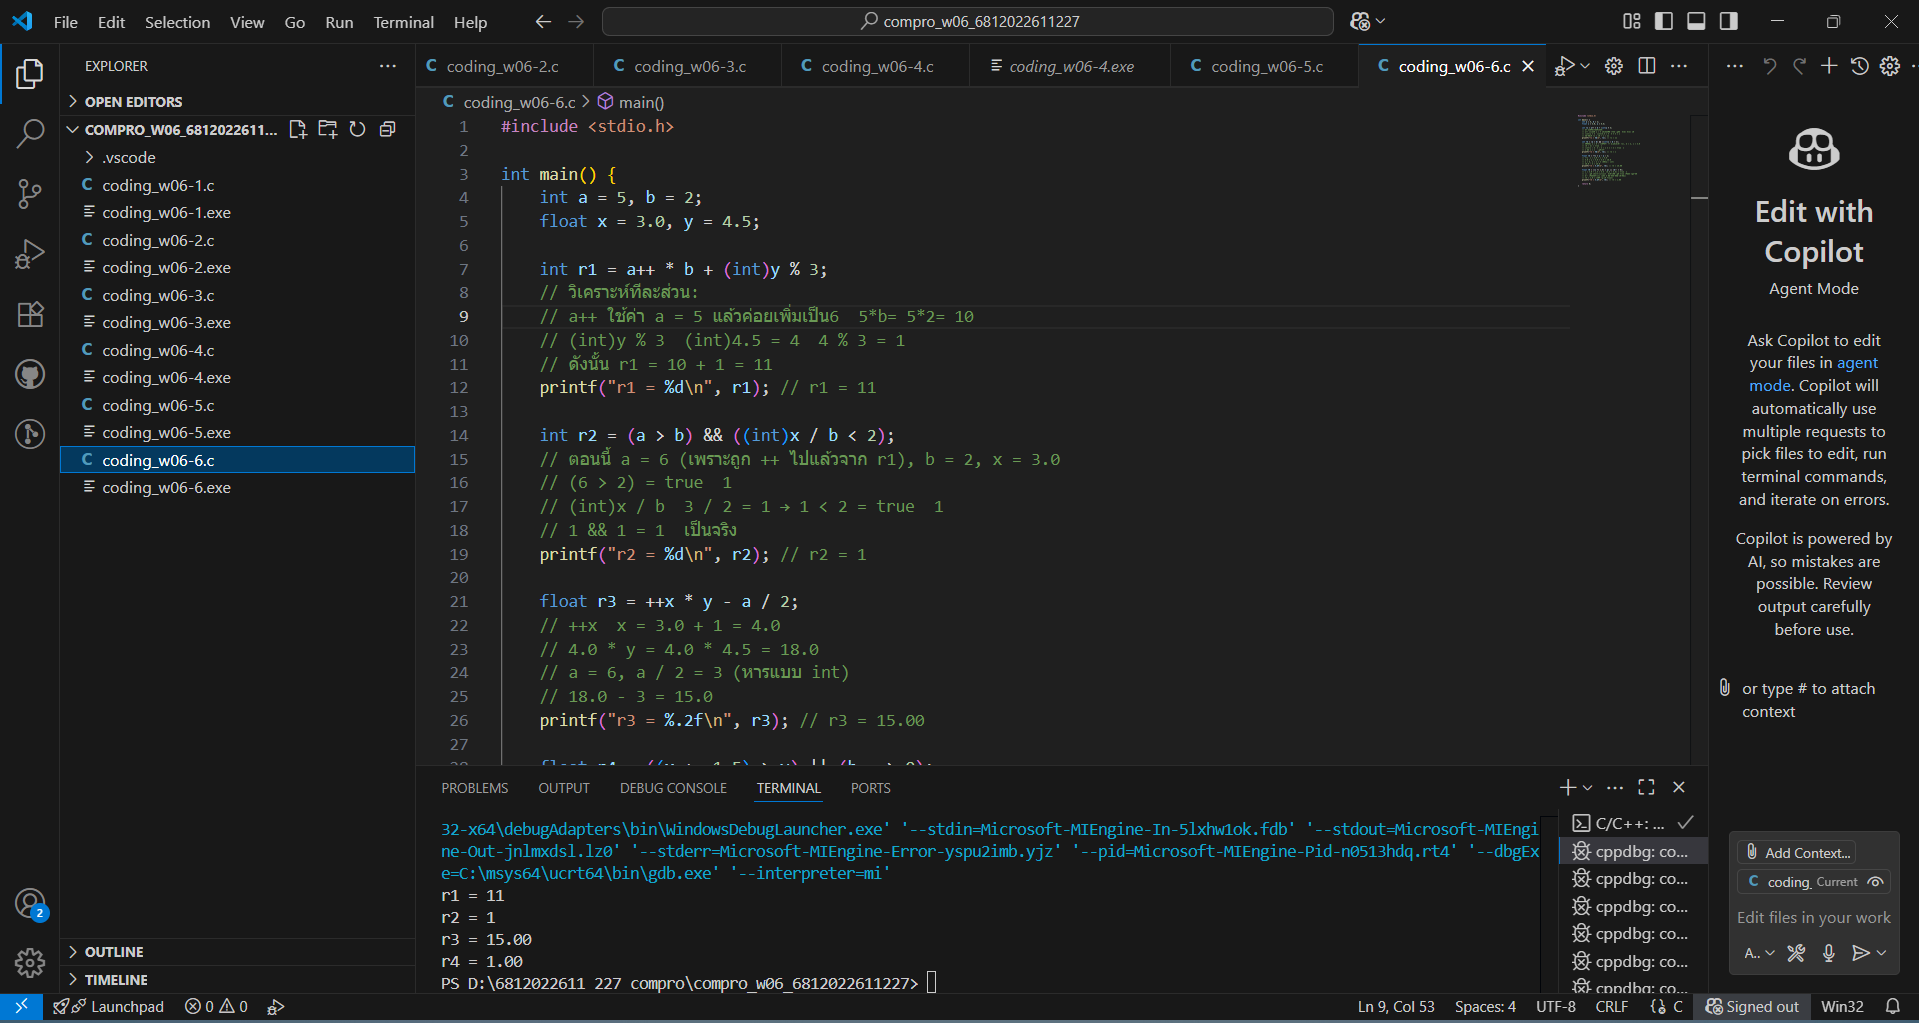 File Edit Selection View Go Run Terminal Help
compro_w06_6812022611227
EXPLORER
OPEN EDITORS
COMPRO_W06_6812022611...
.vscode
coding_w06-1.c
coding_w06-1.exe
coding_w06-2.c
coding_w06-2.exe
coding_w06-3.c
coding_w06-3.exe
coding_w06-4.c
coding_w06-4.exe
coding_w06-5.c
coding_w06-5.exe
coding_w06-6.c
coding_w06-6.exe
OUTLINE
TIMELINE
coding_w06-2.c coding_w06-3.c coding_w06-4.c coding_w06-4.exe coding_w06-5.c coding_w06-6.c
coding_w06-6.c > main()
1 #include <stdio.h>
2
3 int main() {
4 int a = 5, b = 2;
5 float x = 3.0, y = 4.5;
6
7 int r1 = a++ * b + (int)y % 3;
8 // วิเคราะห์ทีละส่วน:
9 // a++ ใช้ค่า a = 5 แล้วค่อยเพิ่มเป็น6 5*b= 5*2= 10
10 // (int)y % 3 (int)4.5 = 4 4 % 3 = 1
11 // ดังนั้น r1 = 10 + 1 = 11
12 printf("r1 = %d\n", r1); // r1 = 11
13
14 int r2 = (a > b) && ((int)x / b < 2);
15 // ตอนนี้ a = 6 (เพราะถูก ++ ไปแล้วจาก r1), b = 2, x = 3.0
16 // (6 > 2) = true 1
17 // (int)x / b 3 / 2 = 1 → 1 < 2 = true 1
18 // 1 && 1 = 1 เป็นจริง
19 printf("r2 = %d\n", r2); // r2 = 1
20
21 float r3 = ++x * y - a / 2;
22 // ++x x = 3.0 + 1 = 4.0
23 // 4.0 * y = 4.0 * 4.5 = 18.0
24 // a = 6, a / 2 = 3 (หารแบบ int)
25 // 18.0 - 3 = 15.0
26 printf("r3 = %.2f\n", r3); // r3 = 15.00
27
PROBLEMS OUTPUT DEBUG CONSOLE TERMINAL PORTS
32-x64\debugAdapters\bin\WindowsDebugLauncher.exe' '--stdin=Microsoft-MIEngine-In-5lxhw1ok.fdb' '--stdout=Microsoft-MIEngi
ne-Out-jnlmxdsl.lz0' '--stderr=Microsoft-MIEngine-Error-yspu2imb.yjz' '--pid=Microsoft-MIEngine-Pid-n0513hdq.rt4' '--dbgEx
e=C:\msys64\ucrt64\bin\gdb.exe' '--interpreter=mi'
r1 = 11
r2 = 1
r3 = 15.00
r4 = 1.00
PS D:\6812022611 227 compro\compro_w06_6812022611227>
C/C++: ...
cppdbg: co...
cppdbg: co...
cppdbg: co...
cppdbg: co...
cppdbg: co...
cppdbg: co...
Edit with
Copilot
Agent Mode
Ask Copilot to edit
your files in agent
mode. Copilot will
automatically use
multiple requests to
pick files to edit, run
terminal commands,
and iterate on errors.
Copilot is powered by
AI, so mistakes are
possible. Review
output carefully
before use.
or type # to attach
context
Add Context...
coding_ Current
Edit files in your work
A..
2
Launchpad 0 0
Ln 9, Col 53 Spaces: 4 UTF-8 CRLF C Signed out Win32